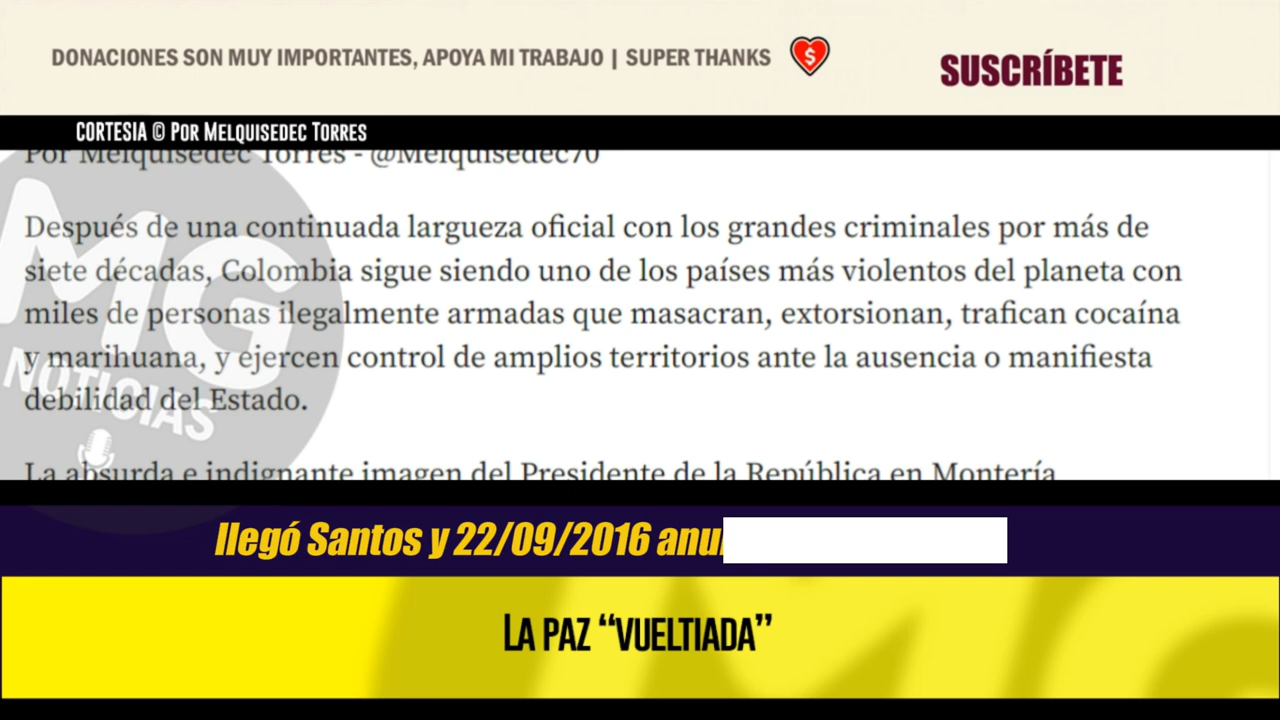 DONACIONES SON MUY IMPORTANTES, APOYA MI TRABAJO | SUPER THANKS
SUSCRÍBETE
CORTESIA © POR MELQUISEDEC TORRES
Por Melquisedec Torres - @Melquisedec70
Después de una continuada largueza oficial con los grandes criminales por más de
siete décadas, Colombia sigue siendo uno de los países más violentos del planeta con
miles de personas ilegalmente armadas que masacran, extorsionan, trafican cocaína
y marihuana, y ejercen control de amplios territorios ante la ausencia o manifiesta
debilidad del Estado.
La absurda e indignante imagen del Presidente de la República en Montería
MG
NOTICIAS
llegó Santos y 22/09/2016
LA PAZ “VUELTIADA”